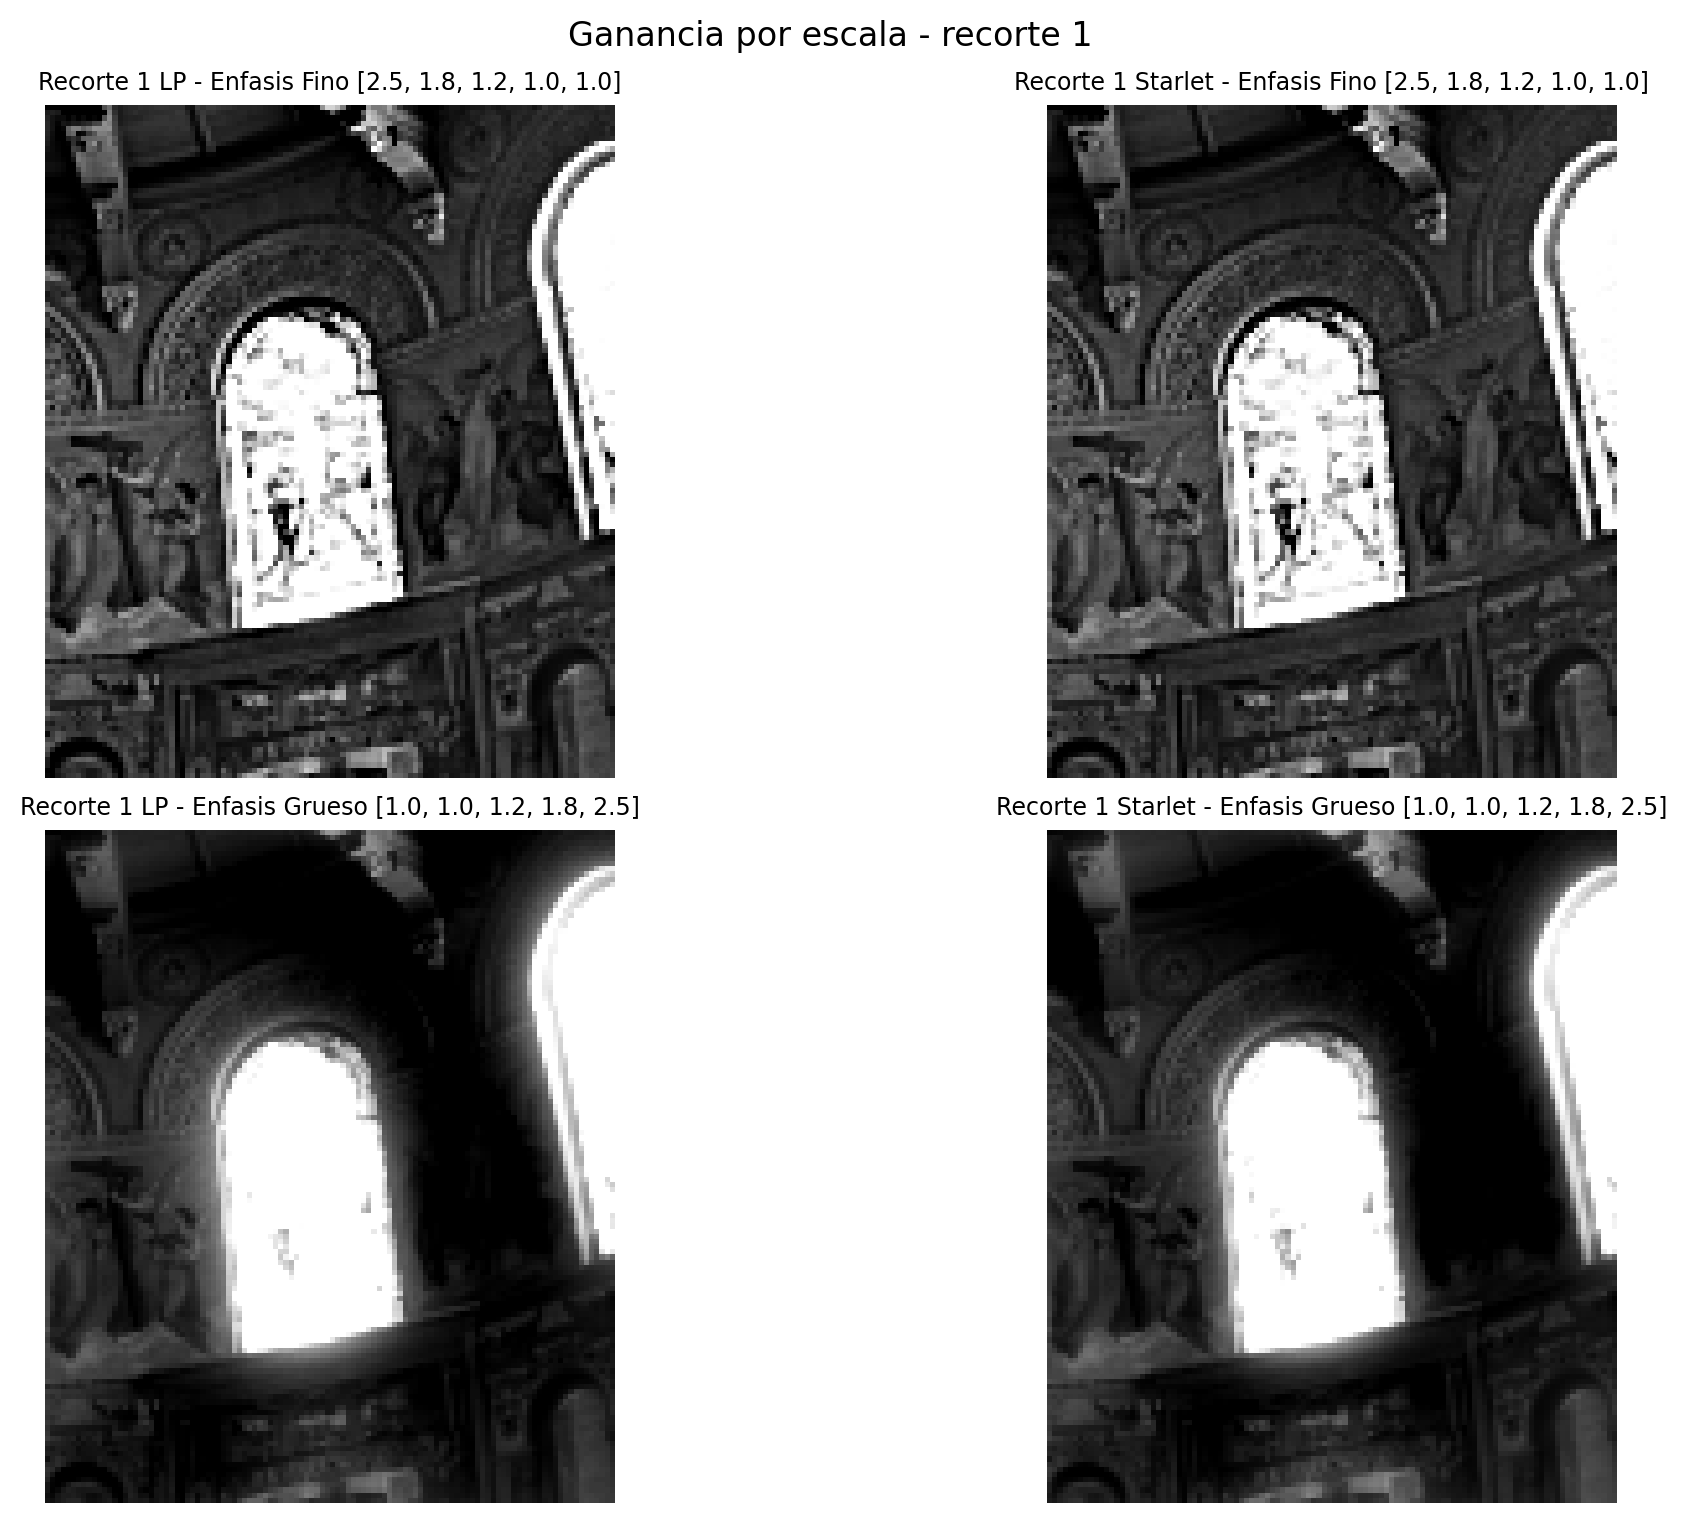 Ganancia por escala - recorte 1
Recorte 1 LP - Enfasis Fino [2.5, 1.8, 1.2, 1.0, 1.0]
Recorte 1 Starlet - Enfasis Fino [2.5, 1.8, 1.2, 1.0, 1.0]
Recorte 1 LP - Enfasis Grueso [1.0, 1.0, 1.2, 1.8, 2.5]
Recorte 1 Starlet - Enfasis Grueso [1.0, 1.0, 1.2, 1.8, 2.5]